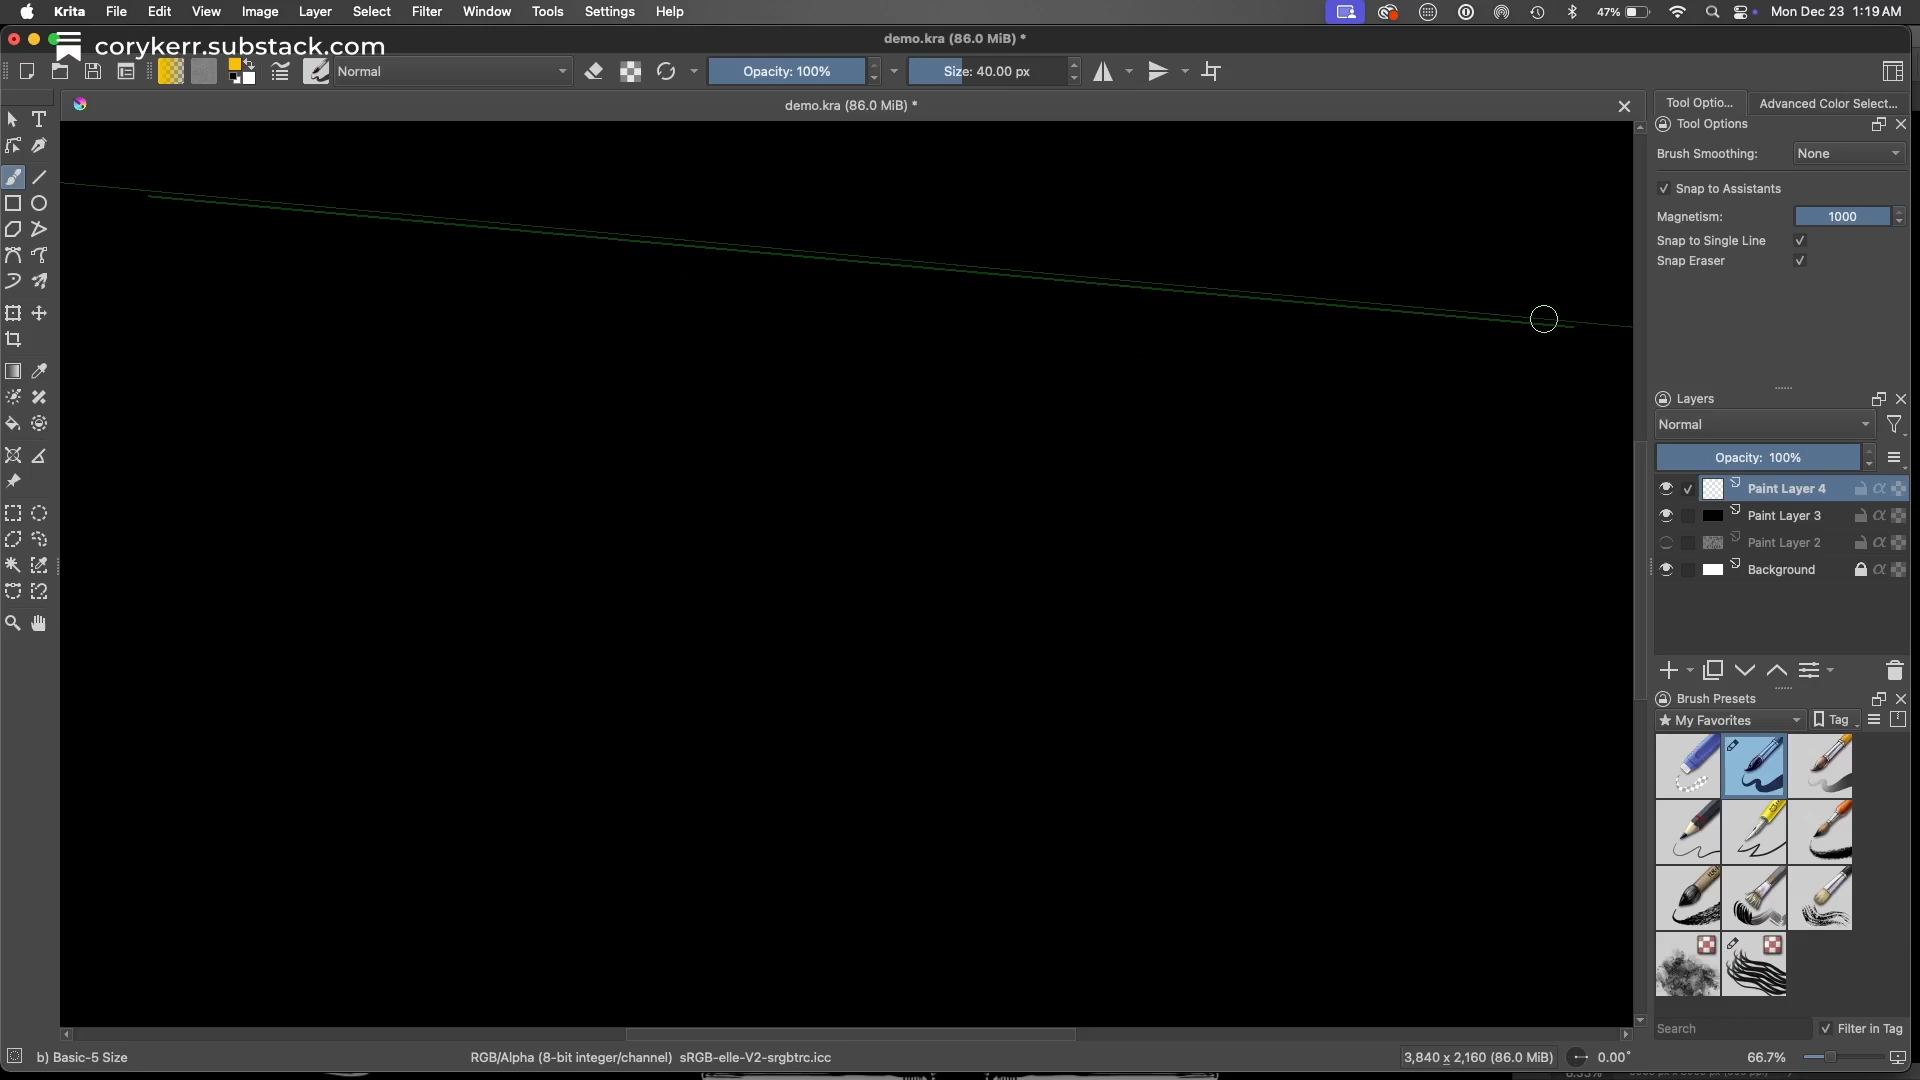 Krita File Edit View Image Layer Select Filter Window Tools Settings Help 47% Mon Dec 23 1:19 AM
corykerr.substack.com
demo.kra (86.0 MiB) *
Normal Opacity: 100% Size: 40.00 px
demo.kra (86.0 MiB) *
Tool Optio... Advanced Color Select...
Tool Options
Brush Smoothing: None
Snap to Assistants
Magnetism: 1000
Snap to Single Line
Snap Eraser
Layers
Normal
Opacity: 100%
Paint Layer 4
Paint Layer 3
Paint Layer 2
Background
Brush Presets
My Favorites Tag
Search Filter in Tag
b) Basic-5 Size RGB/Alpha (8-bit integer/channel) sRGB-elle-V2-srgbtrc.icc 3,840 x 2,160 (86.0 MiB) 0.00° 66.7%